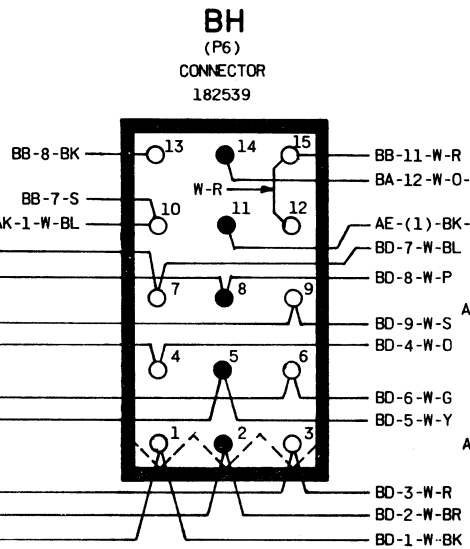 BH
(P6)
CONNECTOR
182539
BB-8-BK
13
14
15
BB-11-W-R
BA-12-W-O-
W-R
BB-7-S
AK-1-W-BL
10
11
12
AE-(1)-BK-
BD-7-W-BL
BD-8-W-P
7
8
9
A
BD-9-W-S
BD-4-W-O
4
5
6
BD-6-W-G
BD-5-W-Y
1
2
3
A
BD-3-W-R
BD-2-W-BR
BD-1-W-BK